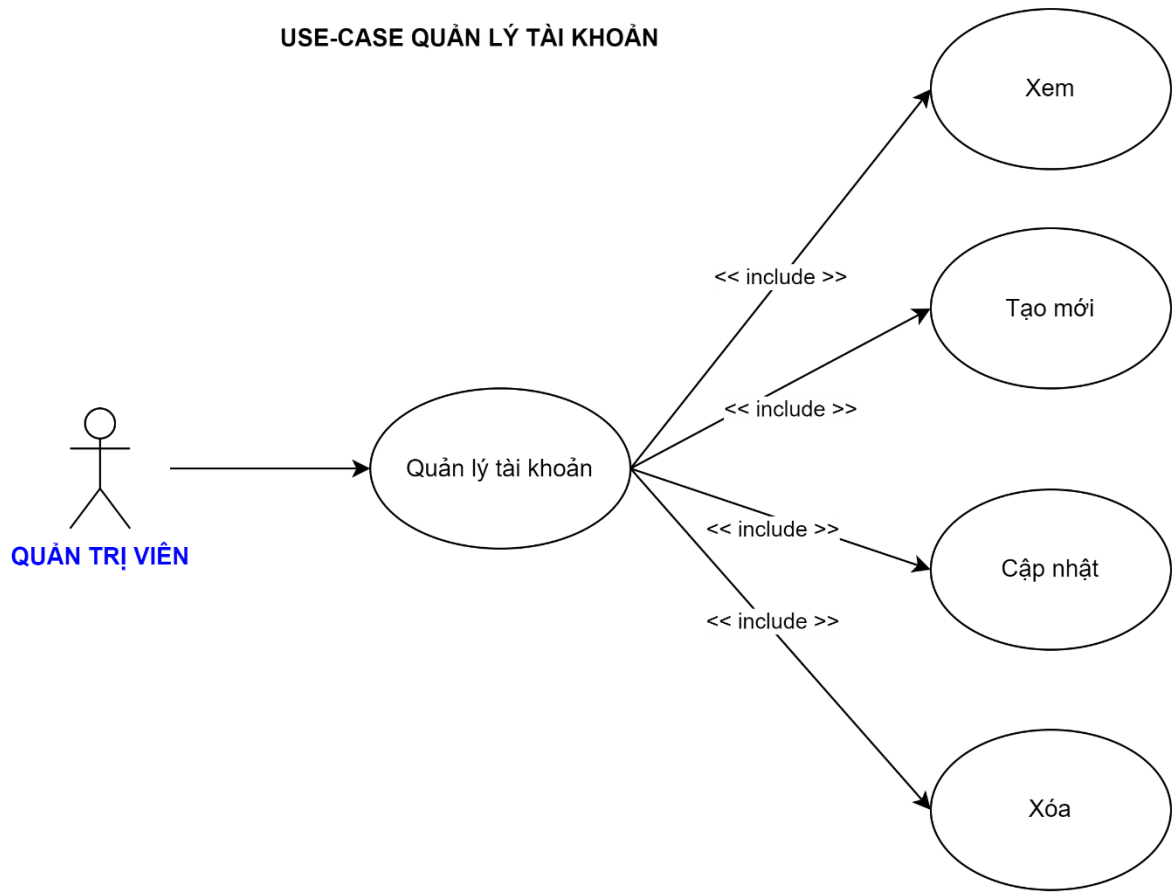 USE-CASE QUẢN LÝ TÀI KHOẢN
Xem
<< include >>
Tạo mới
<< include >>
Quản lý tài khoản
QUẢN TRỊ VIÊN
<< include >>
Cập nhật
<< include >>
Xóa